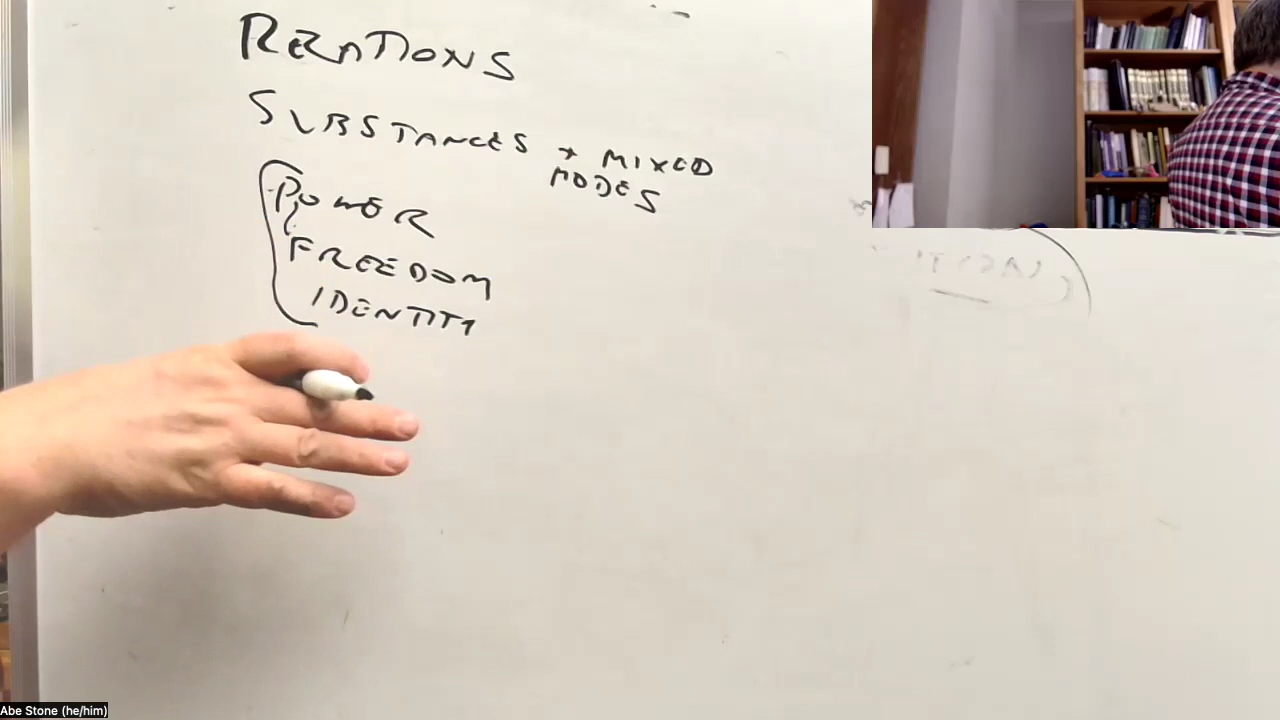 RELATIONS
SUBSTANCES + MIXED
MODES
POWER
FREEDOM
IDENTITY
Abe Stone (he/him)